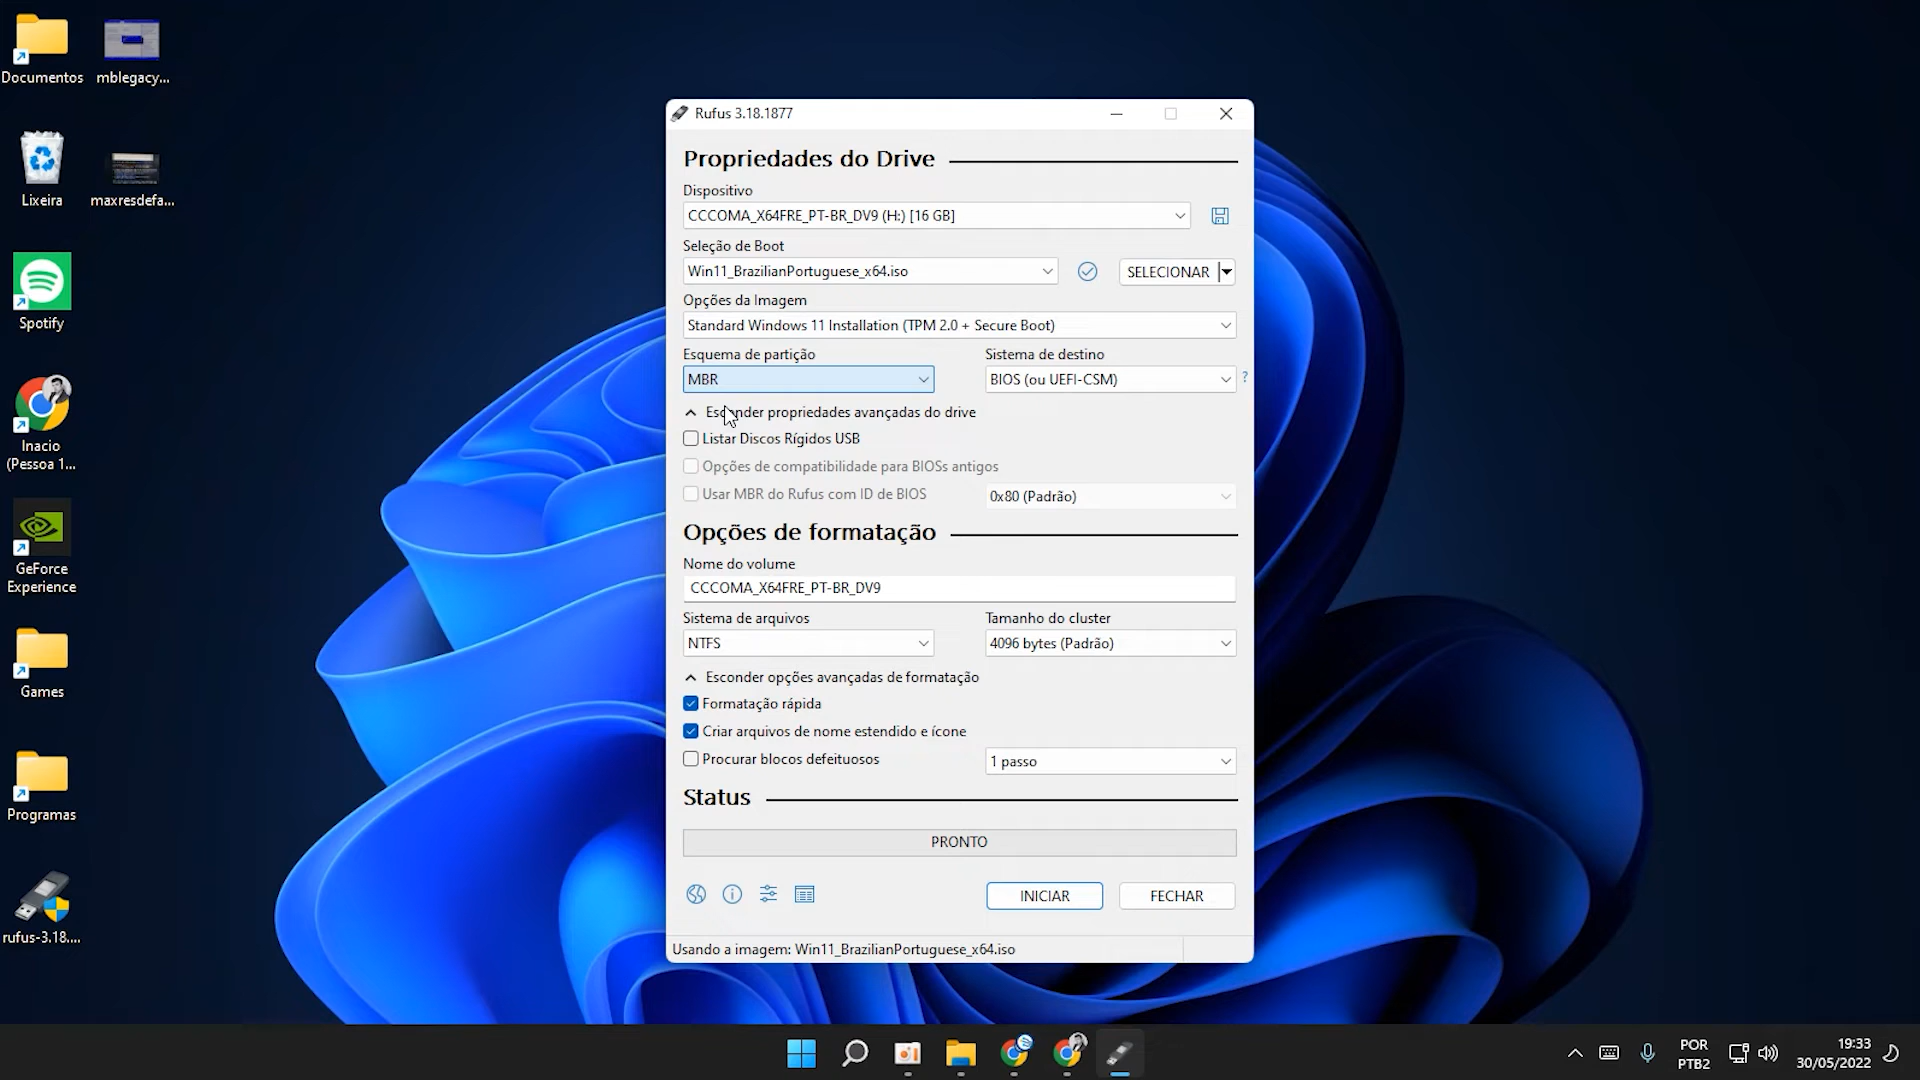 Documentos
mblegacy...
Lixeira
maxresdefa...
Spotify
Inacio
(Pessoa 1...
GeForce
Experience
Games
Programas
rufus-3.18....
Rufus 3.18.1877
Propriedades do Drive
Dispositivo
CCCOMA_X64FRE_PT-BR_DV9 (H:) [16 GB]
Seleção de Boot
Win11_BrazilianPortuguese_x64.iso
SELECIONAR
Opções da Imagem
Standard Windows 11 Installation (TPM 2.0 + Secure Boot)
Esquema de partição
Sistema de destino
MBR
BIOS (ou UEFI-CSM)
?
Esconder propriedades avançadas do drive
Listar Discos Rígidos USB
Opções de compatibilidade para BIOSs antigos
Usar MBR do Rufus com ID de BIOS
0x80 (Padrão)
Opções de formatação
Nome do volume
CCCOMA_X64FRE_PT-BR_DV9
Sistema de arquivos
Tamanho do cluster
NTFS
4096 bytes (Padrão)
Esconder opções avançadas de formatação
Formatação rápida
Criar arquivos de nome estendido e ícone
Procurar blocos defeituosos
1 passo
Status
PRONTO
INICIAR
FECHAR
Usando a imagem: Win11_BrazilianPortuguese_x64.iso
POR
PTB2
19:33
30/05/2022